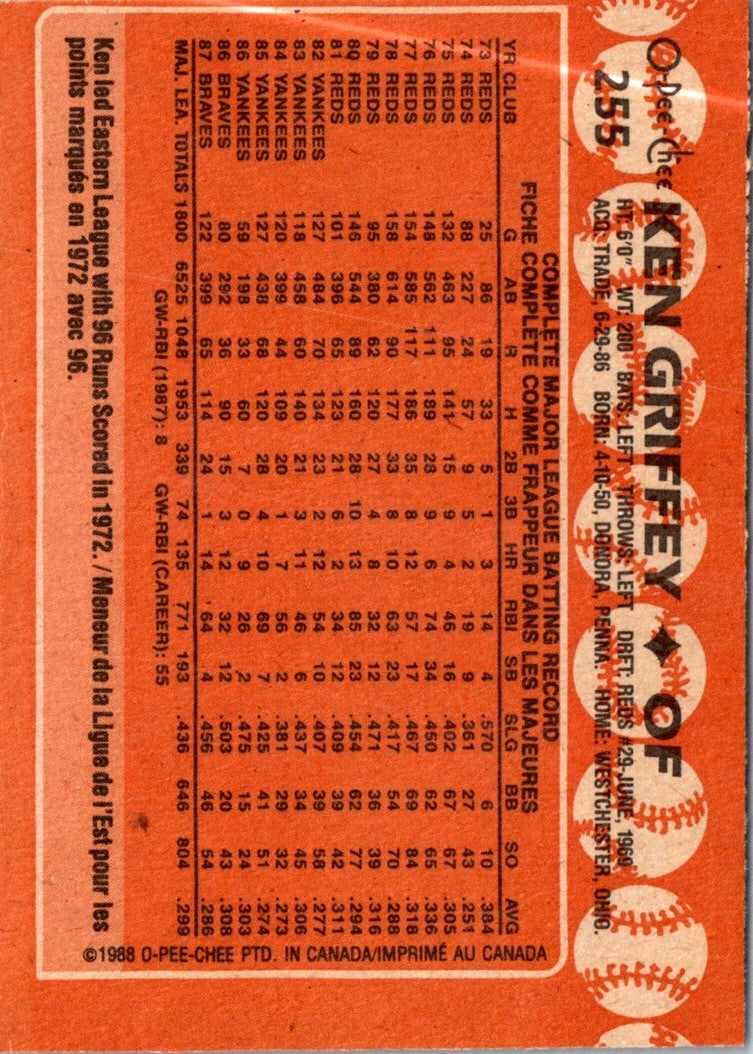 O-Pee-Chee
255
KEN GRIFFEY ♦ OF
HT: 6'0" WT: 200 BATS: LEFT THROWS: LEFT DRFT: REDS #29-JUNE, 1969
ACQ: TRADE, 6-29-86 BORN: 4-10-50, DONORA, PENNA. HOME: WESTCHESTER, OHIO.
COMPLETE MAJOR LEAGUE BATTING RECORD
FICHE COMPLÈTE COMME FRAPPEUR DANS LES MAJEURES
YR CLUB G AB R H 2B 3B HR RBI SB SLG BB SO AVG
73 REDS 25 86 19 33 5 1 3 14 4 .570 6 10 .384
74 REDS 88 227 24 57 9 5 2 19 9 .361 27 43 .251
75 REDS 132 463 95 141 15 9 4 46 16 .402 67 67 .305
76 REDS 148 562 111 189 28 9 6 74 34 .450 62 65 .336
77 REDS 154 585 117 186 35 8 12 57 17 .467 69 84 .318
78 REDS 158 614 90 177 33 8 10 63 23 .417 54 70 .288
79 REDS 95 380 62 120 27 4 8 32 12 .471 36 39 .316
80 REDS 146 544 89 160 28 10 13 85 23 .454 62 77 .294
81 REDS 101 396 65 123 21 6 2 34 12 .409 39 42 .311
82 YANKEES 127 484 70 134 23 2 12 54 10 .407 39 58 .277
83 YANKEES 118 458 60 140 21 3 11 46 6 .437 34 45 .306
84 YANKEES 120 399 44 109 20 1 7 56 2 .381 29 32 .273
85 YANKEES 127 438 68 120 28 4 10 69 7 .425 41 51 .274
86 YANKEES 59 198 33 60 7 0 9 26 2 .475 15 24 .303
86 BRAVES 80 292 36 90 15 3 12 32 12 .503 20 43 .308
87 BRAVES 122 399 65 114 24 1 14 64 4 .456 46 54 .286
MAJ. LEA. TOTALS 1800 6525 1048 1953 339 74 135 771 193 .436 646 804 .299
GW-RBI (1987): 8 GW-RBI (CAREER): 55
Ken led Eastern League with 96 Runs Scored in 1972. / Meneur de la Ligue de l'Est pour les
points marqués en 1972 avec 96.
©1988 O-PEE-CHEE PTD. IN CANADA/IMPRIMÉ AU CANADA